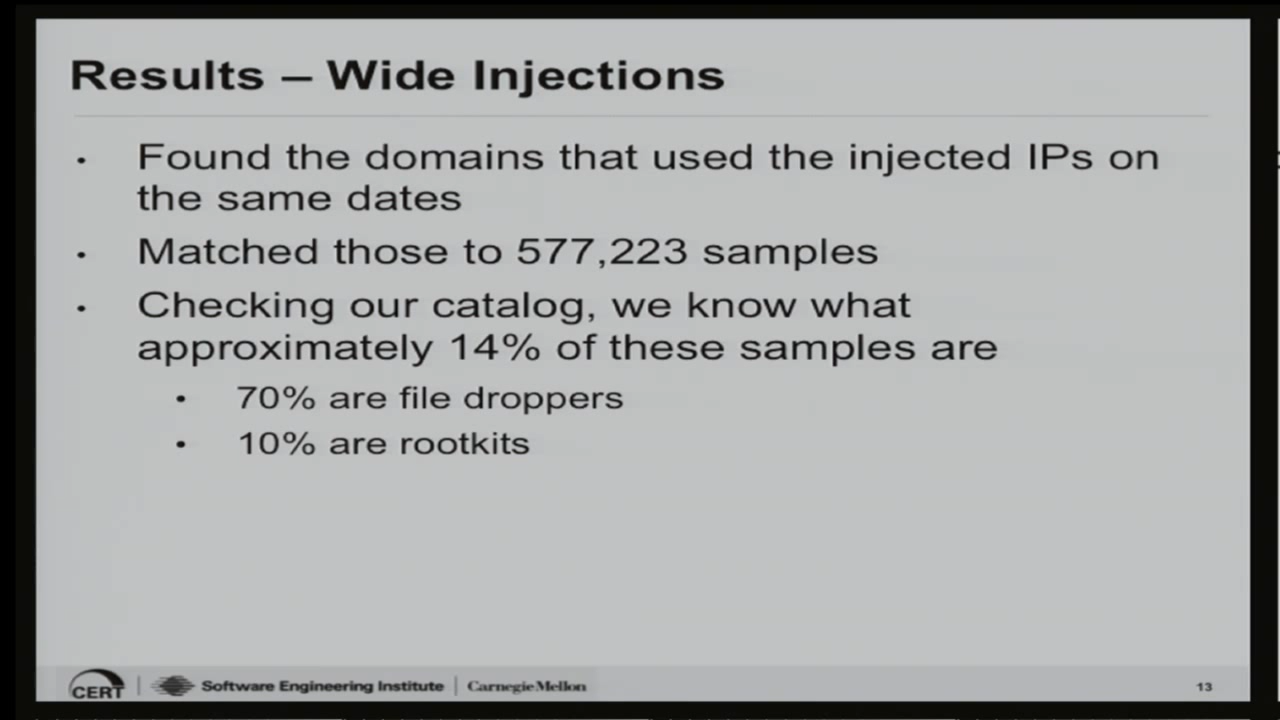 Results – Wide Injections
• Found the domains that used the injected IPs on
the same dates
• Matched those to 577,223 samples
• Checking our catalog, we know what
approximately 14% of these samples are
• 70% are file droppers
• 10% are rootkits
CERT | Software Engineering Institute | Carnegie Mellon
13